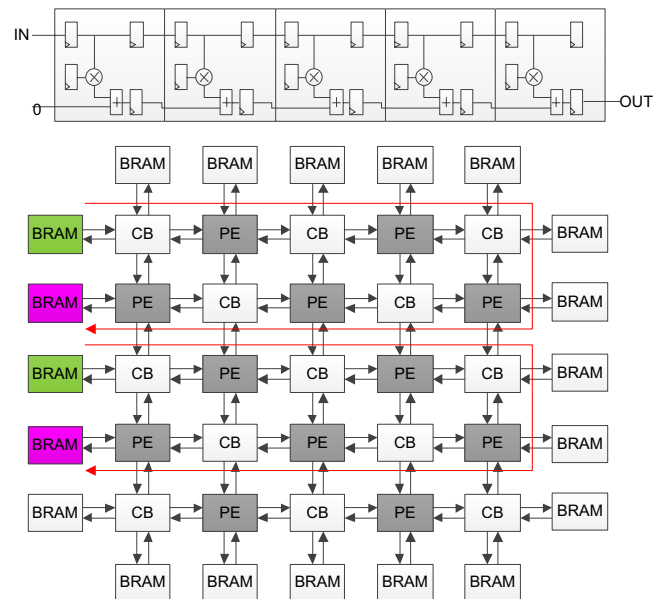 IN
× × × × ×
0 + + + + + OUT
BRAM BRAM BRAM BRAM BRAM
BRAM CB PE CB PE CB BRAM
BRAM PE CB PE CB PE BRAM
BRAM CB PE CB PE CB BRAM
BRAM PE CB PE CB PE BRAM
BRAM CB PE CB PE CB BRAM
BRAM BRAM BRAM BRAM BRAM